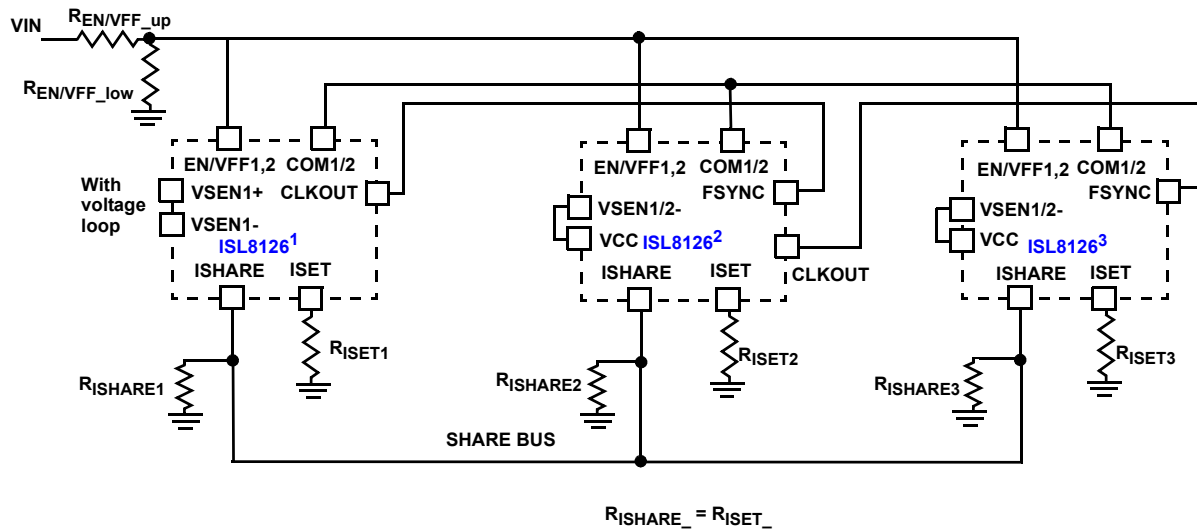 VIN
REN/VFF_up
REN/VFF_low
EN/VFF1,2
COM1/2
With
voltage
loop
VSEN1+
VSEN1-
CLKOUT
ISL8126¹
ISHARE
ISET
RISET1
RISHARE1
EN/VFF1,2
COM1/2
FSYNC
VSEN1/2-
VCC
ISL8126²
CLKOUT
ISHARE
ISET
RISET2
RISHARE2
EN/VFF1,2
COM1/2
FSYNC
VSEN1/2-
VCC
ISL8126³
ISHARE
ISET
RISET3
RISHARE3
SHARE BUS
RISHARE_ = RISET_